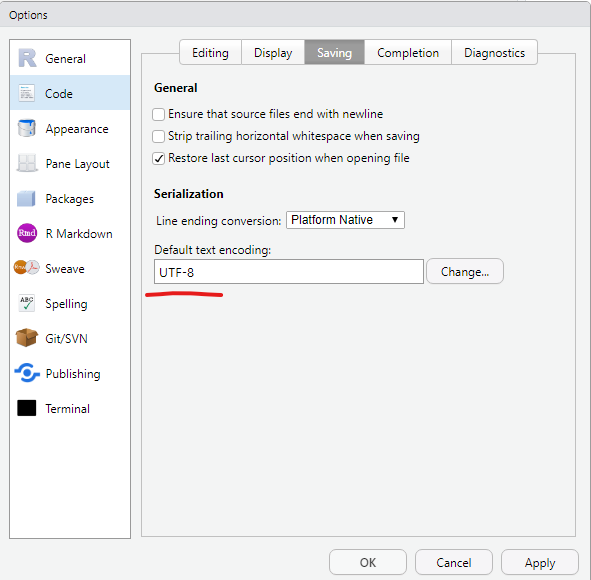 Options
General
Code
Appearance
Pane Layout
Packages
Rmd R Markdown
Sweave
ABC Spelling
Git/SVN
Publishing
Terminal
Editing Display Saving Completion Diagnostics
General
Ensure that source files end with newline
Strip trailing horizontal whitespace when saving
Restore last cursor position when opening file
Serialization
Line ending conversion: Platform Native
Default text encoding:
UTF-8 Change...
OK Cancel Apply